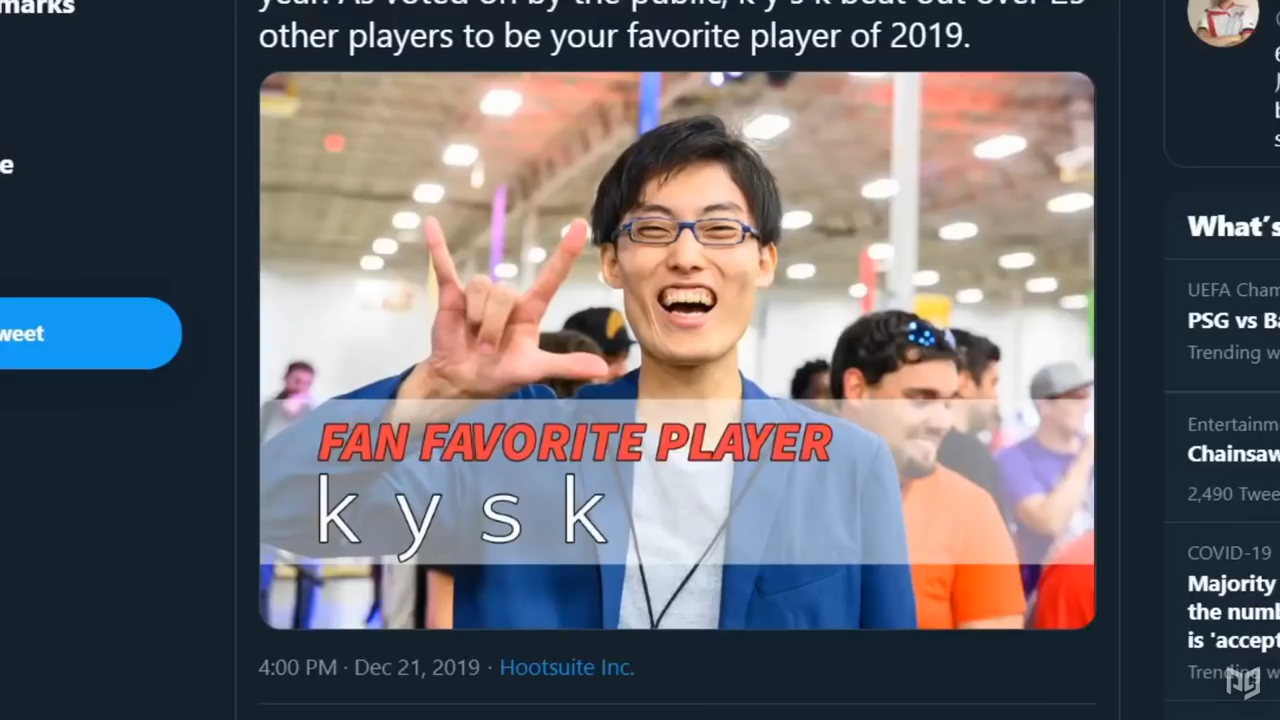 marks
e
weet
year. As voted on by the public, k y s k beat out over 25
other players to be your favorite player of 2019.
FAN FAVORITE PLAYER
k y s k
4:00 PM · Dec 21, 2019 · Hootsuite Inc.
What's
UEFA Cham
PSG vs Ba
Trending w
Entertainm
Chainsaw
2,490 Twee
COVID-19
Majority
the numb
is 'accept
Trending w